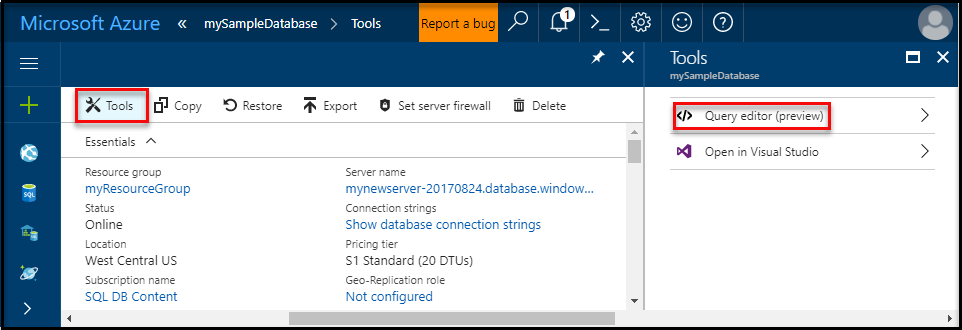 Microsoft Azure « mySampleDatabase > Tools Report a bug 1
Tools Copy Restore Export Set server firewall Delete
Essentials
Resource group
myResourceGroup
Status
Online
Location
West Central US
Subscription name
SQL DB Content
Server name
mynewserver-20170824.database.window...
Connection strings
Show database connection strings
Pricing tier
S1 Standard (20 DTUs)
Geo-Replication role
Not configured
Tools
mySampleDatabase
Query editor (preview)
Open in Visual Studio
SQL